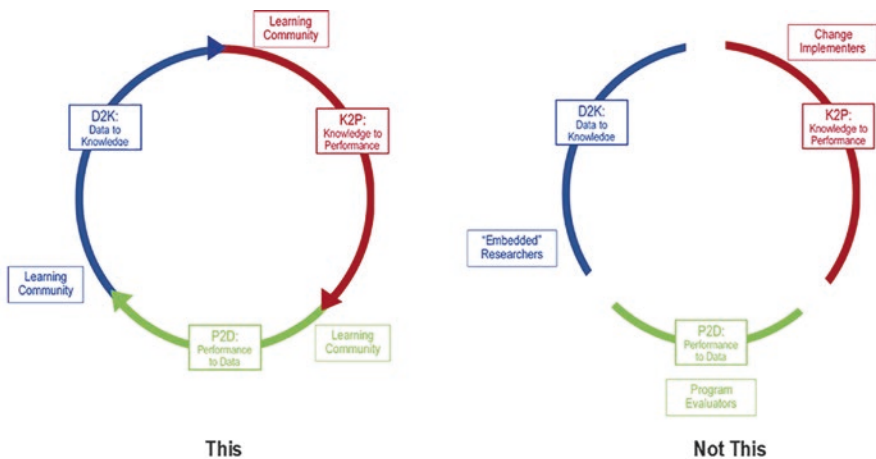 Learning
Community
D2K:
Data to
Knowledge
K2P:
Knowledge to
Performance
Learning
Community
P2D:
Performance
to Data
Learning
Community
This
Change
Implementers
D2K:
Data to
Knowledge
K2P:
Knowledge to
Performance
"Embedded"
Researchers
P2D:
Performance
to Data
Program
Evaluators
Not This